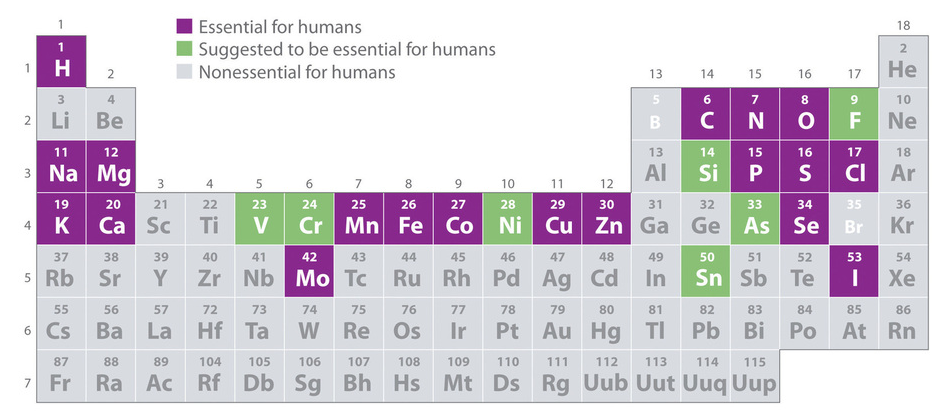 1
18
Essential for humans
Suggested to be essential for humans
Nonessential for humans
1 2
1 H 2 13 14 15 16 17 He
3 4 5 6 7 8 9 10
2 Li Be B C N O F Ne
11 12 13 14 15 16 17 18
3 Na Mg 3 4 5 6 7 8 9 10 11 12 Al Si P S Cl Ar
19 20 21 22 23 24 25 26 27 28 29 30 31 32 33 34 35 36
4 K Ca Sc Ti V Cr Mn Fe Co Ni Cu Zn Ga Ge As Se Br Kr
37 38 39 40 41 42 43 44 45 46 47 48 49 50 51 52 53 54
5 Rb Sr Y Zr Nb Mo Tc Ru Rh Pd Ag Cd In Sn Sb Te I Xe
55 56 57 72 73 74 75 76 77 78 79 80 81 82 83 84 85 86
6 Cs Ba La Hf Ta W Re Os Ir Pt Au Hg Tl Pb Bi Po At Rn
87 88 89 104 105 106 107 108 109 110 111 112 113 114 115
7 Fr Ra Ac Rf Db Sg Bh Hs Mt Ds Rg Uub Uut Uuq Uup